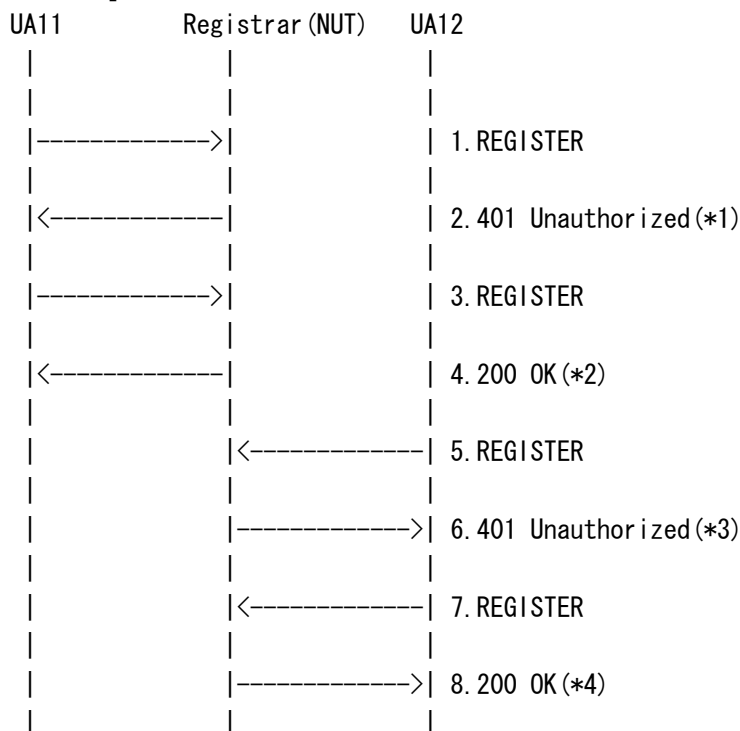 UA11 Registrar(NUT) UA12
1.REGISTER
2.401 Unauthorized(*1)
3.REGISTER
4.200 OK(*2)
5.REGISTER
6.401 Unauthorized(*3)
7.REGISTER
8.200 OK(*4)